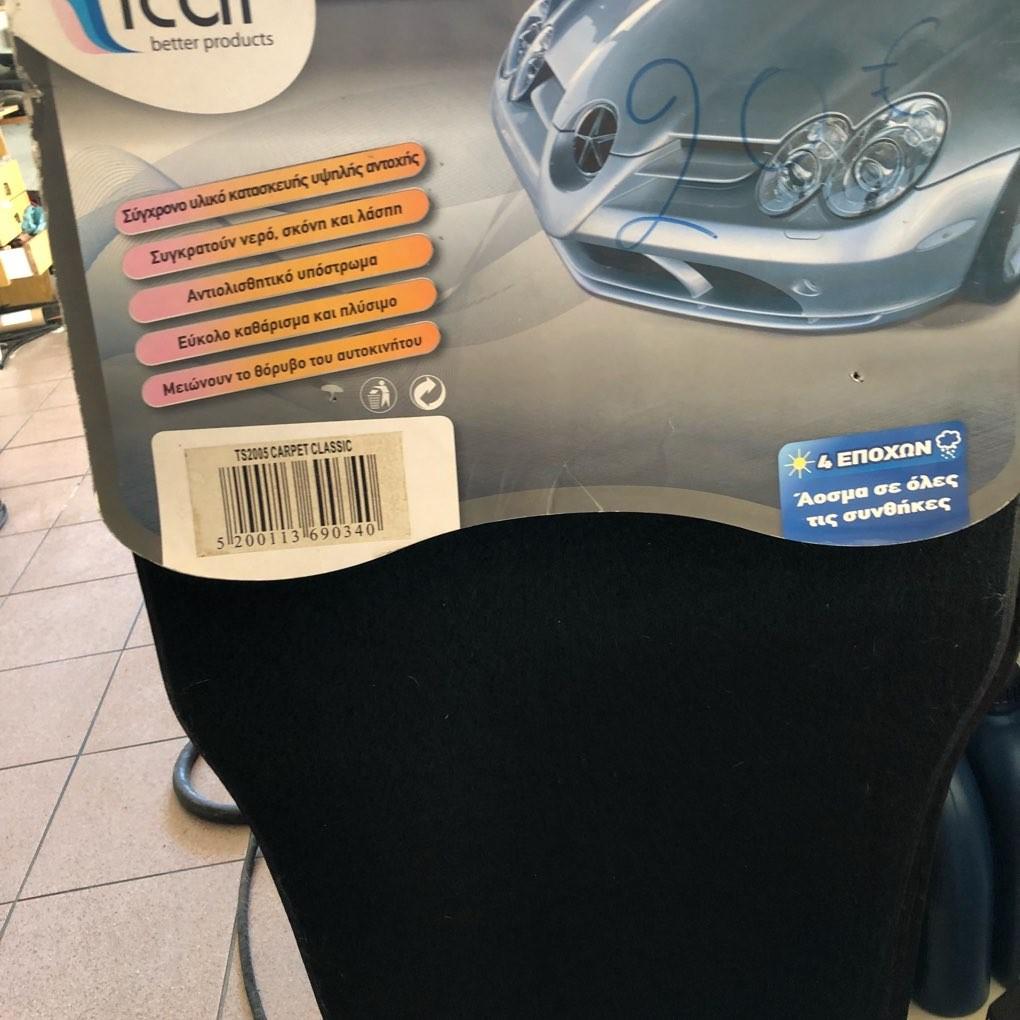 better products
20 €
Σύγχρονο υλικό κατασκευής υψηλής αντοχής
Συγκρατούν νερό, σκόνη και λάσπη
Αντιολισθητικό υπόστρωμα
Εύκολο καθάρισμα και πλύσιμο
Μειώνουν το θόρυβο του αυτοκινήτου
TS2005 CARPET CLASSIC
5 200113 690340
4 ΕΠΟΧΩΝ
Άοσμα σε όλες
τις συνθήκες